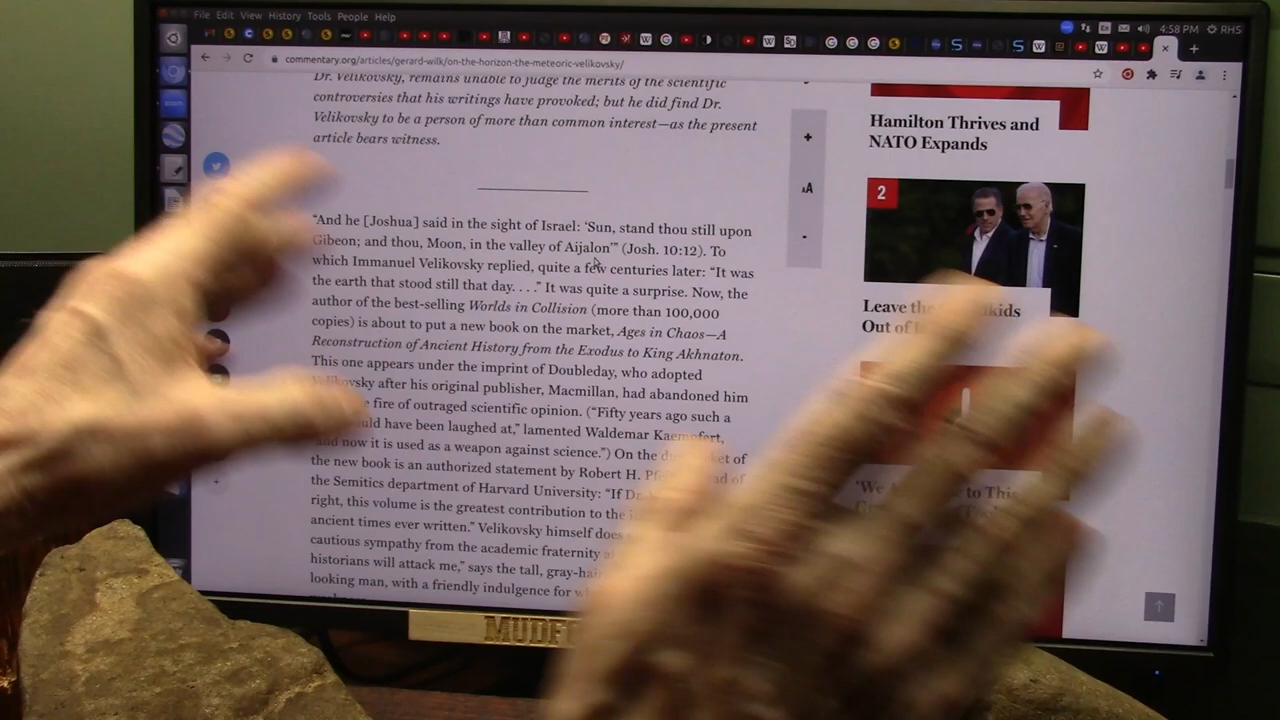 File Edit View History Tools People Help
4:58 PM RHS
commentary.org/articles/gerard-wilk/on-the-horizon-the-meteoric-velikovsky/
Dr. Velikovsky, remains unable to judge the merits of the scientific
controversies that his writings have provoked; but he did find Dr.
Velikovsky to be a person of more than common interest—as the present
article bears witness.
“And he [Joshua] said in the sight of Israel: ‘Sun, stand thou still upon
Gibeon; and thou, Moon, in the valley of Aijalon’” (Josh. 10:12). To
which Immanuel Velikovsky replied, quite a few centuries later: “It was
the earth that stood still that day. . . .” It was quite a surprise. Now, the
author of the best-selling Worlds in Collision (more than 100,000
copies) is about to put a new book on the market, Ages in Chaos—A
Reconstruction of Ancient History from the Exodus to King Akhnaton.
This one appears under the imprint of Doubleday, who adopted
Velikovsky after his original publisher, Macmillan, had abandoned him
fire of outraged scientific opinion. (“Fifty years ago such a
have been laughed at,” lamented Waldemar Kaempffert,
“and now it is used as a weapon against science.”) On the of
the new book is an authorized statement by Robert H. of
the Semitics department of Harvard University: “If
right, this volume is the greatest contribution to the
ancient times ever written.” Velikovsky himself does
cautious sympathy from the academic fraternity
historians will attack me,” says the tall,
looking man, with a friendly indulgence for
+
AA
-
Hamilton Thrives and
NATO Expands
2
Leave the
Out of
‘We to This